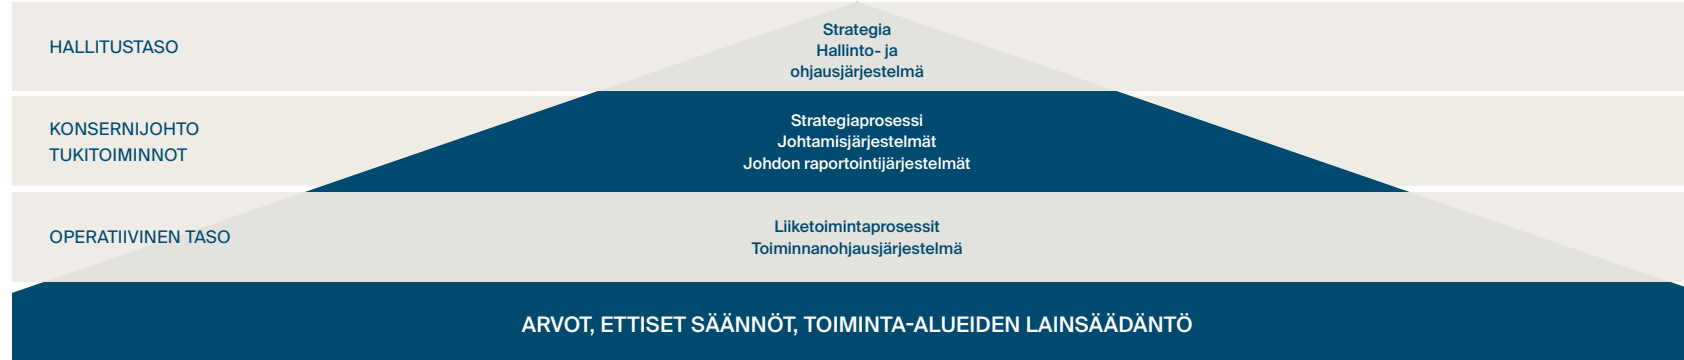 HALLITUSTASO
Strategia
Hallinto- ja
ohjausjärjestelmä
KONSERNIJOHTO
TUKITOIMINNOT
Strategiaprosessi
Johtamisjärjestelmät
Johdon raportointijärjestelmät
OPERATIIVINEN TASO
Liiketoimintaprosessit
Toiminnanohjausjärjestelmä
ARVOT, ETTISET SÄÄNNÖT, TOIMINTA-ALUEIDEN LAINSÄÄDÄNTÖ